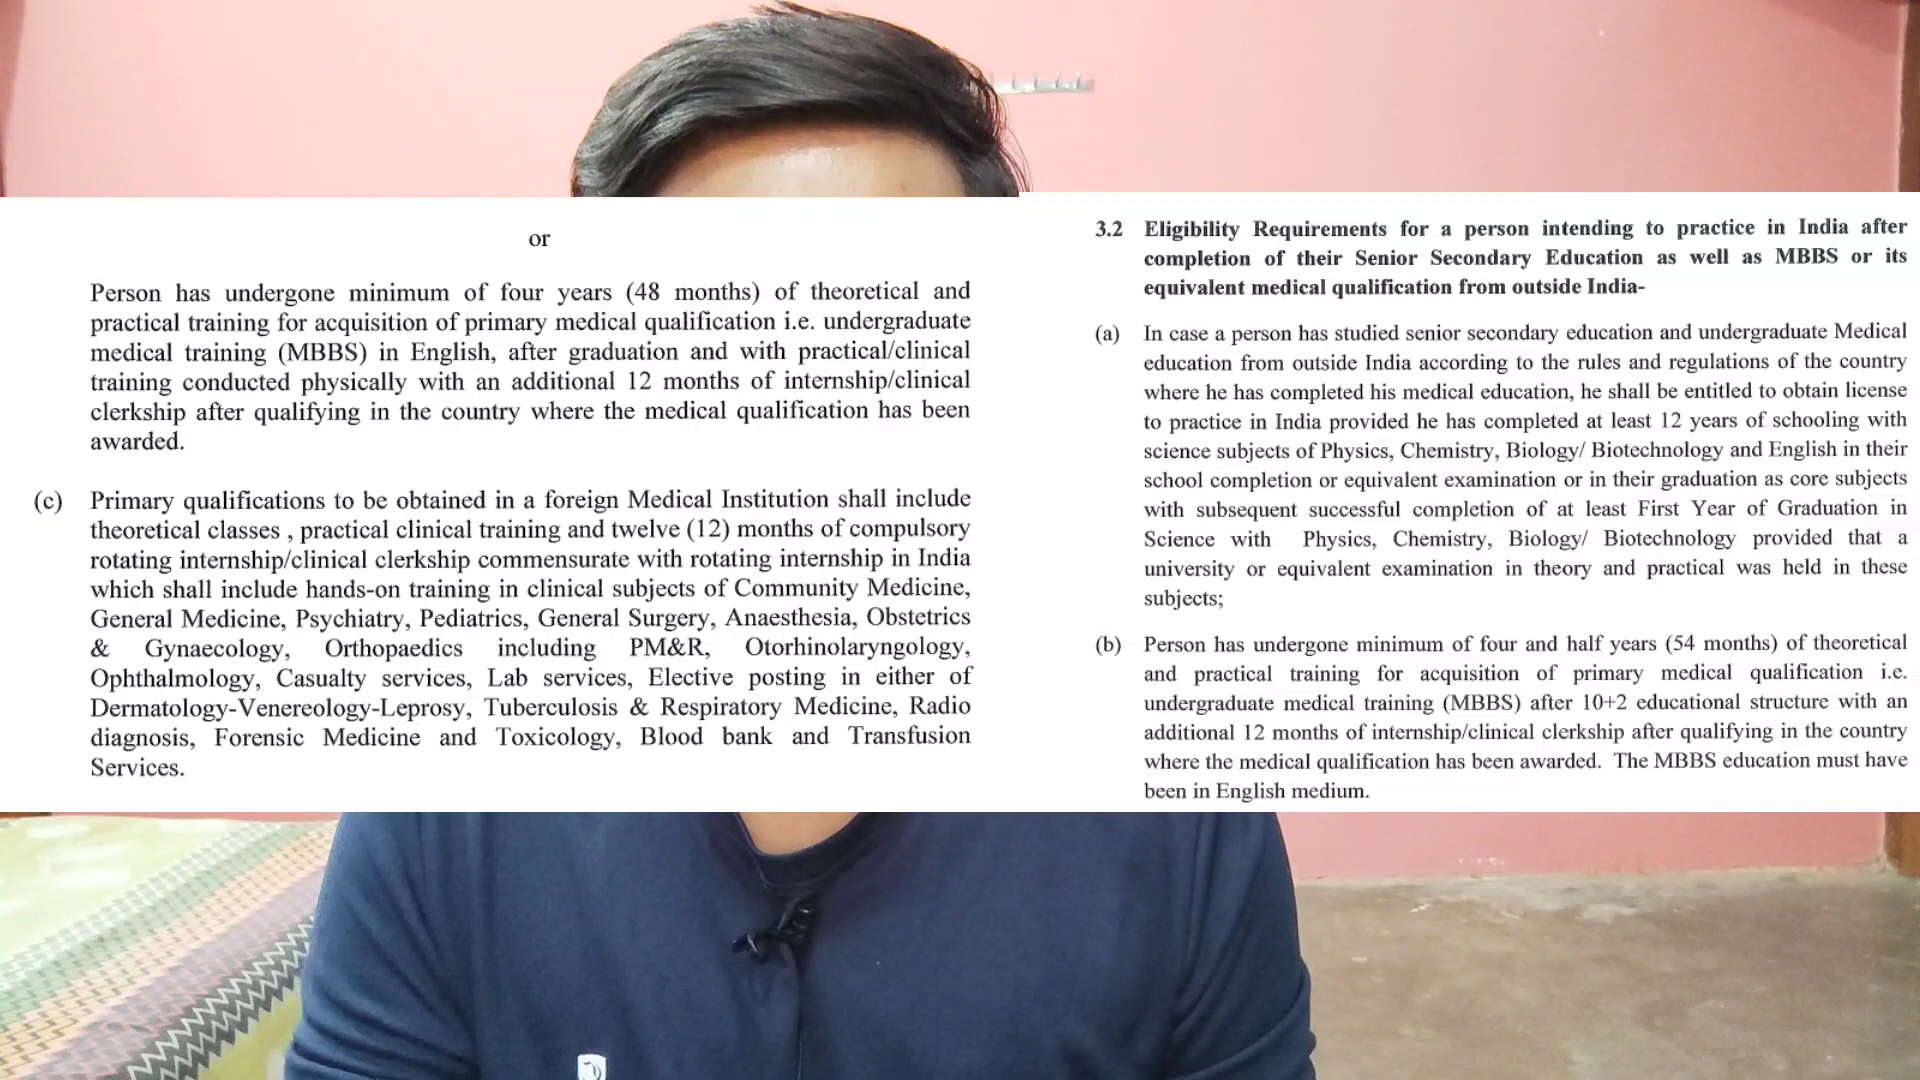 or
Person has undergone minimum of four years (48 months) of theoretical and
practical training for acquisition of primary medical qualification i.e. undergraduate
medical training (MBBS) in English, after graduation and with practical/clinical
training conducted physically with an additional 12 months of internship/clinical
clerkship after qualifying in the country where the medical qualification has been
awarded.
(c) Primary qualifications to be obtained in a foreign Medical Institution shall include
theoretical classes , practical clinical training and twelve (12) months of compulsory
rotating internship/clinical clerkship commensurate with rotating internship in India
which shall include hands-on training in clinical subjects of Community Medicine,
General Medicine, Psychiatry, Pediatrics, General Surgery, Anaesthesia, Obstetrics
& Gynaecology, Orthopaedics including PM&R, Otorhinolaryngology,
Ophthalmology, Casualty services, Lab services, Elective posting in either of
Dermatology-Venereology-Leprosy, Tuberculosis & Respiratory Medicine, Radio
diagnosis, Forensic Medicine and Toxicology, Blood bank and Transfusion
Services.
3.2 Eligibility Requirements for a person intending to practice in India after
completion of their Senior Secondary Education as well as MBBS or its
equivalent medical qualification from outside India-
(a) In case a person has studied senior secondary education and undergraduate Medical
education from outside India according to the rules and regulations of the country
where he has completed his medical education, he shall be entitled to obtain license
to practice in India provided he has completed at least 12 years of schooling with
science subjects of Physics, Chemistry, Biology/ Biotechnology and English in their
school completion or equivalent examination or in their graduation as core subjects
with subsequent successful completion of at least First Year of Graduation in
Science with Physics, Chemistry, Biology/ Biotechnology provided that a
university or equivalent examination in theory and practical was held in these
subjects;
(b) Person has undergone minimum of four and half years (54 months) of theoretical
and practical training for acquisition of primary medical qualification i.e.
undergraduate medical training (MBBS) after 10+2 educational structure with an
additional 12 months of internship/clinical clerkship after qualifying in the country
where the medical qualification has been awarded. The MBBS education must have
been in English medium.